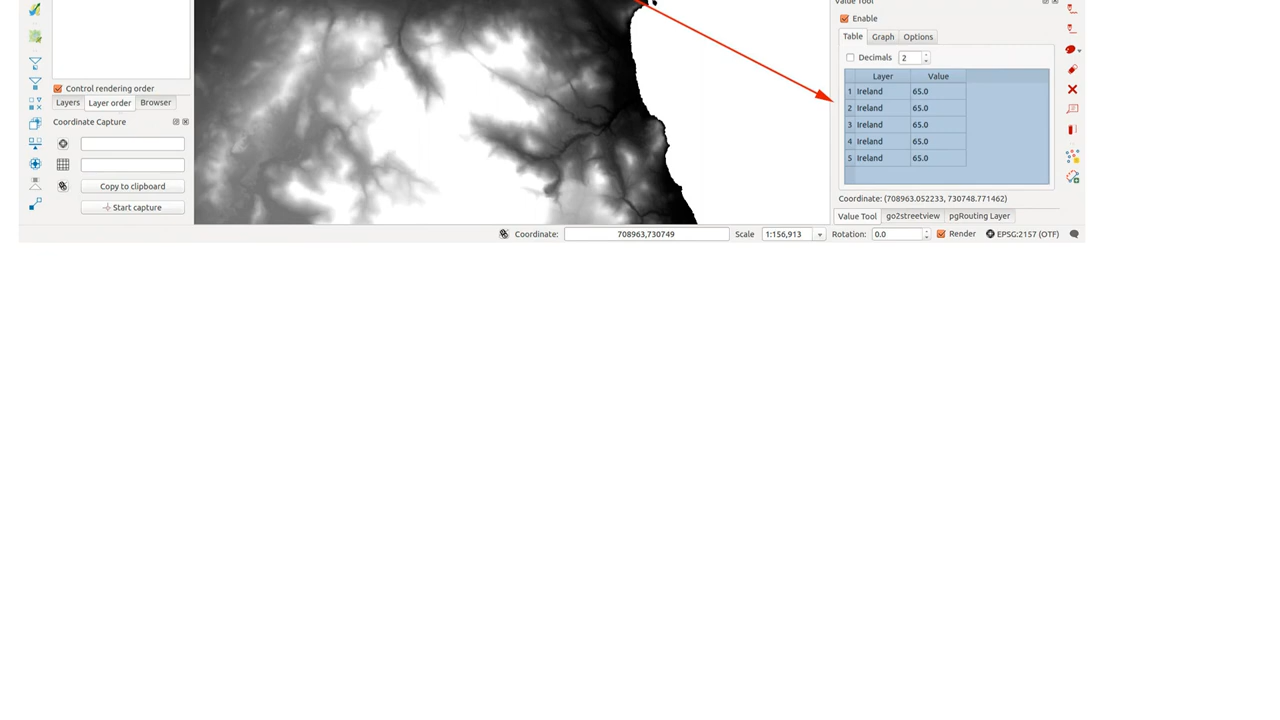 Value Tool
Enable
Table Graph Options
Decimals 2
Layer Value
1 Ireland 65.0
2 Ireland 65.0
3 Ireland 65.0
4 Ireland 65.0
5 Ireland 65.0
Coordinate: (708963.052233, 730748.771462)
Value Tool go2streetview pgRouting Layer
Control rendering order
Layers Layer order Browser
Coordinate Capture
Copy to clipboard
Start capture
Coordinate: 708963,730749 Scale 1:156,913 Rotation: 0.0 Render EPSG:2157 (OTF)